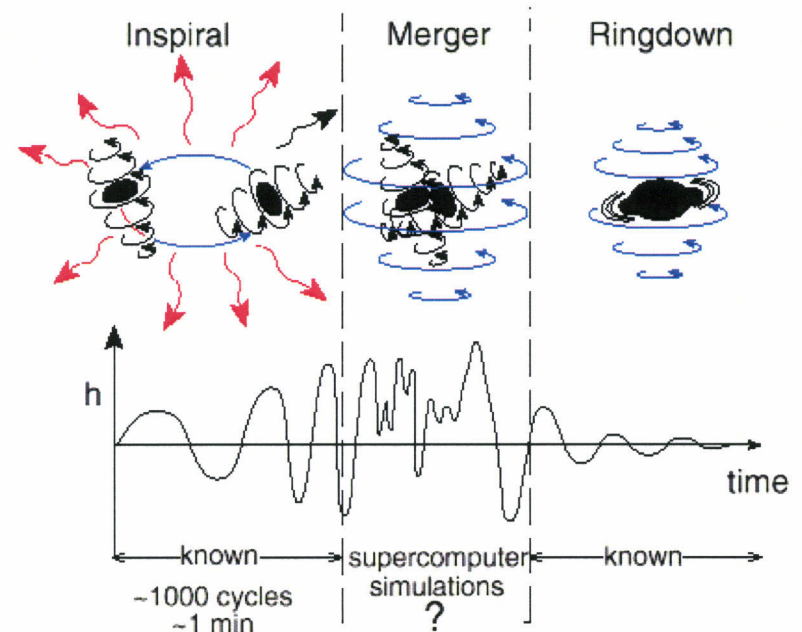 Inspiral
Merger
Ringdown
h
time
known
supercomputer
simulations
?
known
~1000 cycles
~1 min